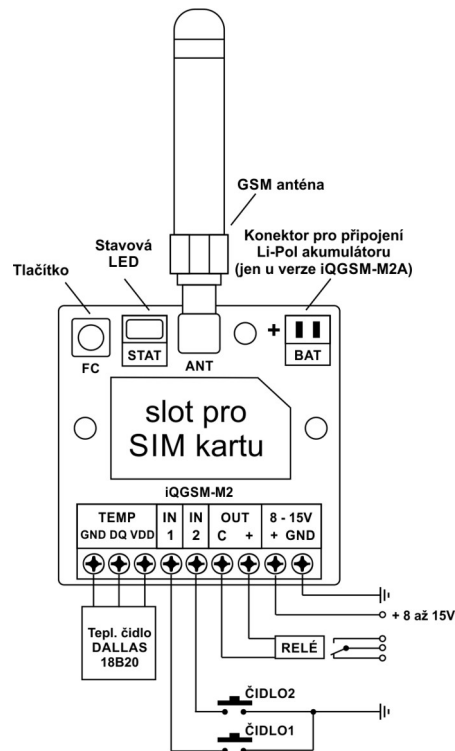 GSM anténa
Konektor pro připojení
Li-Pol akumulátoru
(jen u verze iQGSM-M2A)
Stavová
LED
Tlačítko
FC
STAT
ANT
+
BAT
slot pro
SIM kartu
iQGSM-M2
TEMP
GND DQ VDD
IN
1
IN
2
OUT
C +
8 - 15V
+ GND
Tepl. čidlo
DALLAS
18B20
+ 8 až 15V
RELÉ
ČIDLO2
ČIDLO1